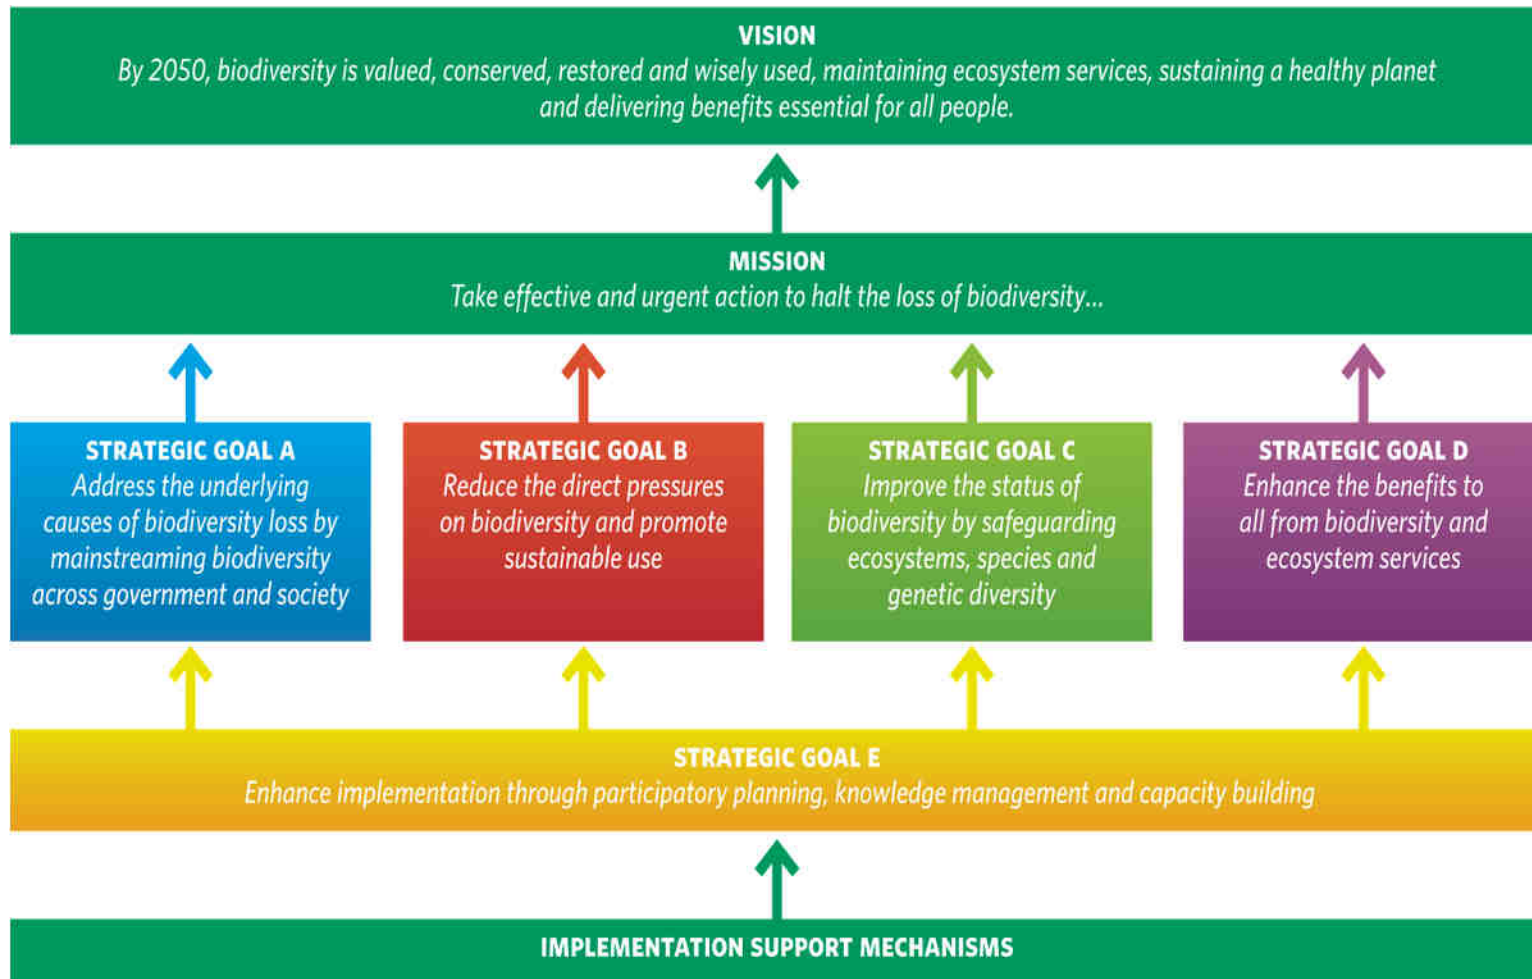 VISION
By 2050, biodiversity is valued, conserved, restored and wisely used, maintaining ecosystem services, sustaining a healthy planet
and delivering benefits essential for all people.
MISSION
Take effective and urgent action to halt the loss of biodiversity...
STRATEGIC GOAL A
Address the underlying
causes of biodiversity loss by
mainstreaming biodiversity
across government and society
STRATEGIC GOAL B
Reduce the direct pressures
on biodiversity and promote
sustainable use
STRATEGIC GOAL C
Improve the status of
biodiversity by safeguarding
ecosystems, species and
genetic diversity
STRATEGIC GOAL D
Enhance the benefits to
all from biodiversity and
ecosystem services
STRATEGIC GOAL E
Enhance implementation through participatory planning, knowledge management and capacity building
IMPLEMENTATION SUPPORT MECHANISMS